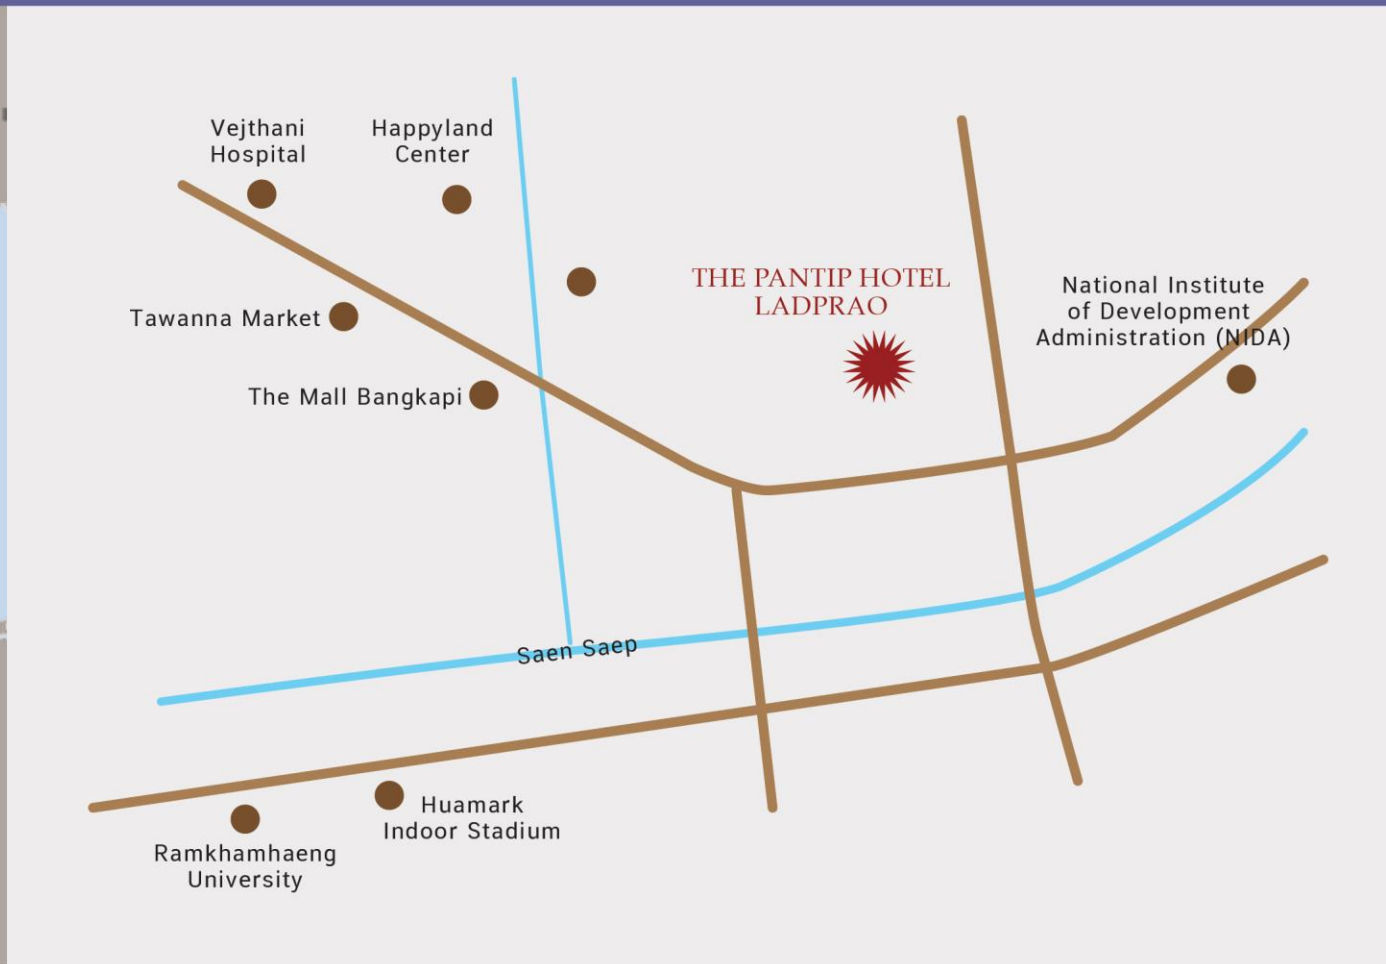 Vejthani
Hospital
Happyland
Center
THE PANTIP HOTEL
LADPRAO
National Institute
of Development
Administration (NIDA)
Tawanna Market
The Mall Bangkapi
Saen Saep
Huamark
Indoor Stadium
Ramkhamhaeng
University